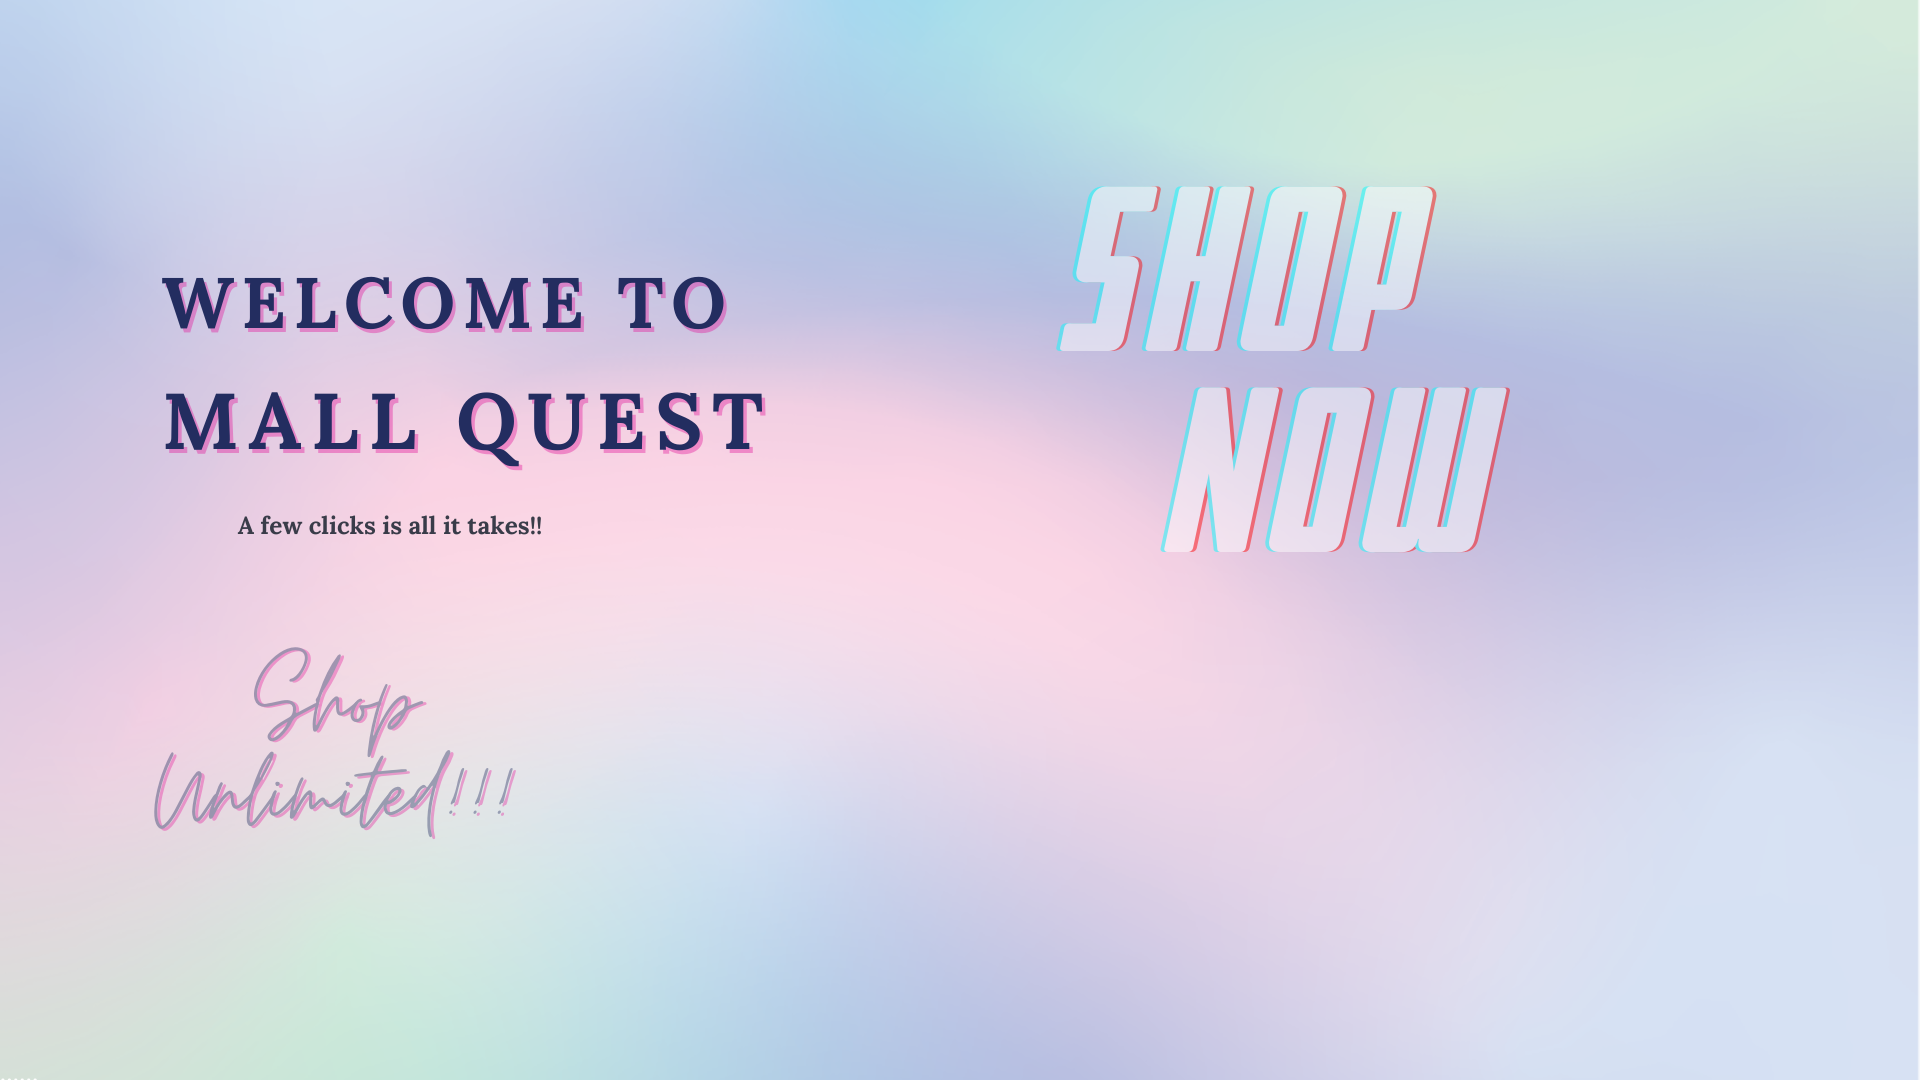 WELCOME TO
MALL QUEST
A few clicks is all it takes!!
Shop
Unlimited!!!
SHOP
NOW